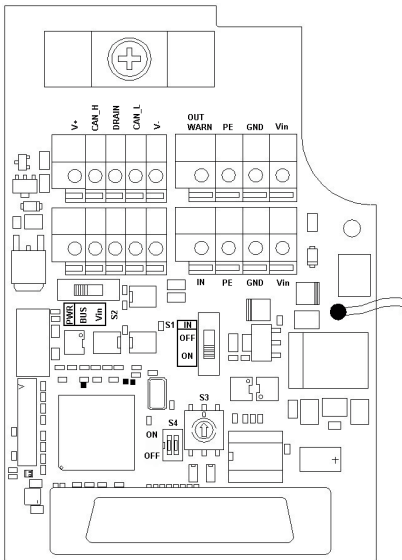 V+ CAN_H DRAIN CAN_L V-
OUT
WARN PE GND Vin
IN PE GND Vin
PWR
BUS
Vin
S2
S1
IN
OFF
ON
S3
S4
ON
OFF